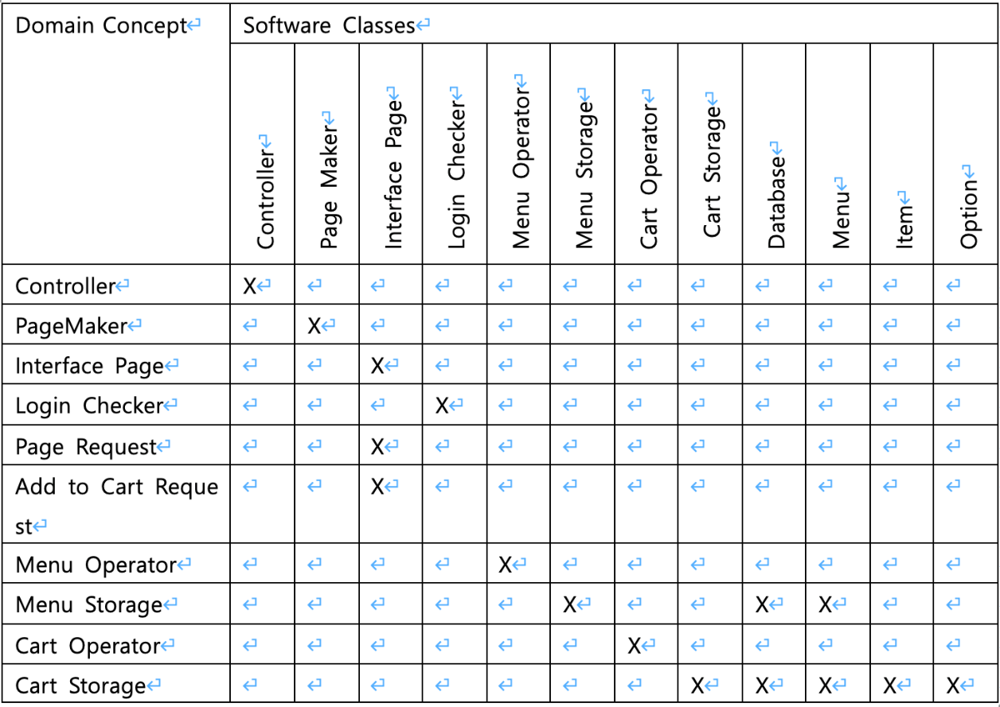 Domain Concept
Software Classes
Controller
Page Maker
Interface Page
Login Checker
Menu Operator
Menu Storage
Cart Operator
Cart Storage
Database
Menu
Item
Option
Controller X
PageMaker X
Interface Page X
Login Checker X
Page Request X
Add to Cart Reque X
st
Menu Operator X
Menu Storage X X X
Cart Operator X
Cart Storage X X X X X